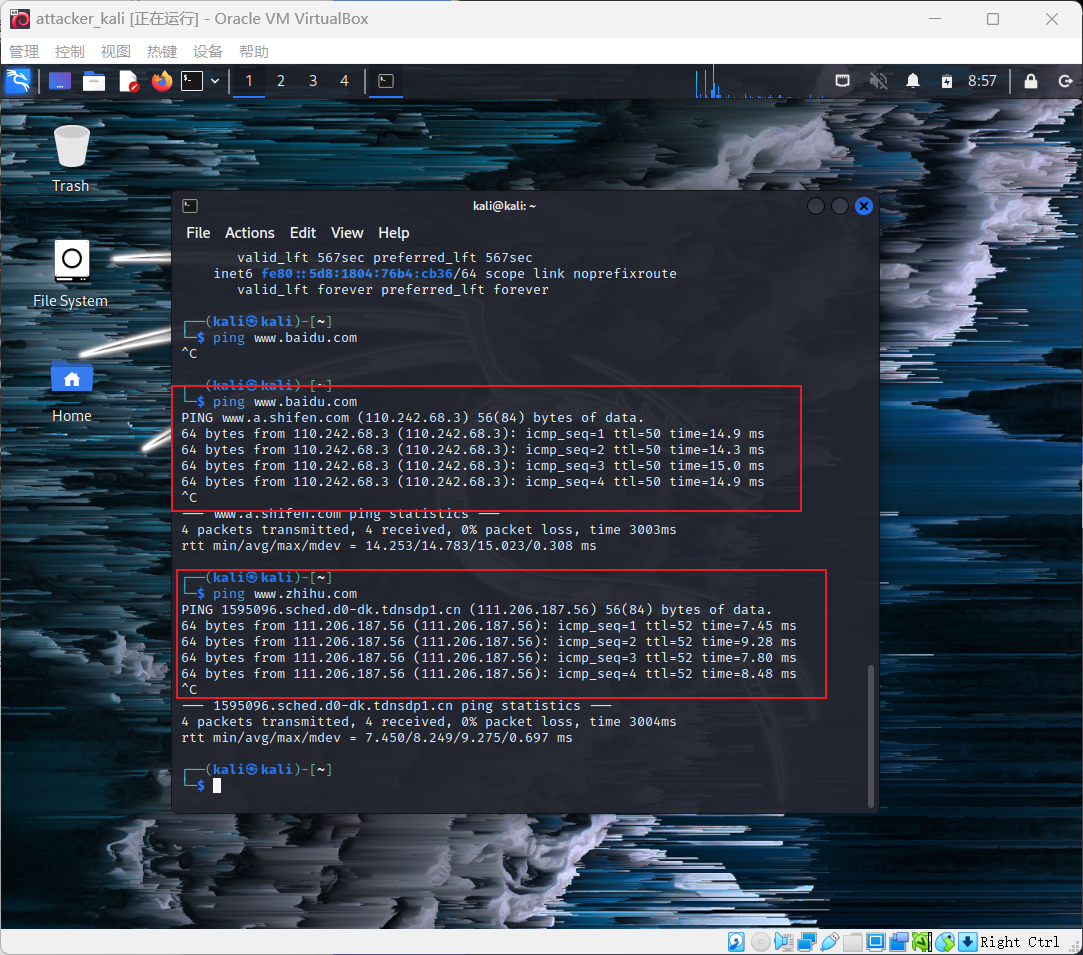 attacker_kali [正在运行] - Oracle VM VirtualBox
管理 控制 视图 热键 设备 帮助
1 2 3 4 8:57
Trash
File System
Home
kali@kali: ~
File Actions Edit View Help
valid_lft 567sec preferred_lft 567sec
inet6 fe80::5d8:1804:76b4:cb36/64 scope link noprefixroute
valid_lft forever preferred_lft forever
┌──(kali㉿kali)-[~]
└─$ ping www.baidu.com
^C
┌──(kali㉿kali)-[~]
└─$ ping www.baidu.com
PING www.a.shifen.com (110.242.68.3) 56(84) bytes of data.
64 bytes from 110.242.68.3 (110.242.68.3): icmp_seq=1 ttl=50 time=14.9 ms
64 bytes from 110.242.68.3 (110.242.68.3): icmp_seq=2 ttl=50 time=14.3 ms
64 bytes from 110.242.68.3 (110.242.68.3): icmp_seq=3 ttl=50 time=15.0 ms
64 bytes from 110.242.68.3 (110.242.68.3): icmp_seq=4 ttl=50 time=14.9 ms
^C
--- www.a.shifen.com ping statistics ---
4 packets transmitted, 4 received, 0% packet loss, time 3003ms
rtt min/avg/max/mdev = 14.253/14.783/15.023/0.308 ms
┌──(kali㉿kali)-[~]
└─$ ping www.zhihu.com
PING 1595096.sched.d0-dk.tdnsdp1.cn (111.206.187.56) 56(84) bytes of data.
64 bytes from 111.206.187.56 (111.206.187.56): icmp_seq=1 ttl=52 time=7.45 ms
64 bytes from 111.206.187.56 (111.206.187.56): icmp_seq=2 ttl=52 time=9.28 ms
64 bytes from 111.206.187.56 (111.206.187.56): icmp_seq=3 ttl=52 time=7.80 ms
64 bytes from 111.206.187.56 (111.206.187.56): icmp_seq=4 ttl=52 time=8.48 ms
^C
--- 1595096.sched.d0-dk.tdnsdp1.cn ping statistics ---
4 packets transmitted, 4 received, 0% packet loss, time 3004ms
rtt min/avg/max/mdev = 7.450/8.249/9.275/0.697 ms
┌──(kali㉿kali)-[~]
└─$
Right Ctrl